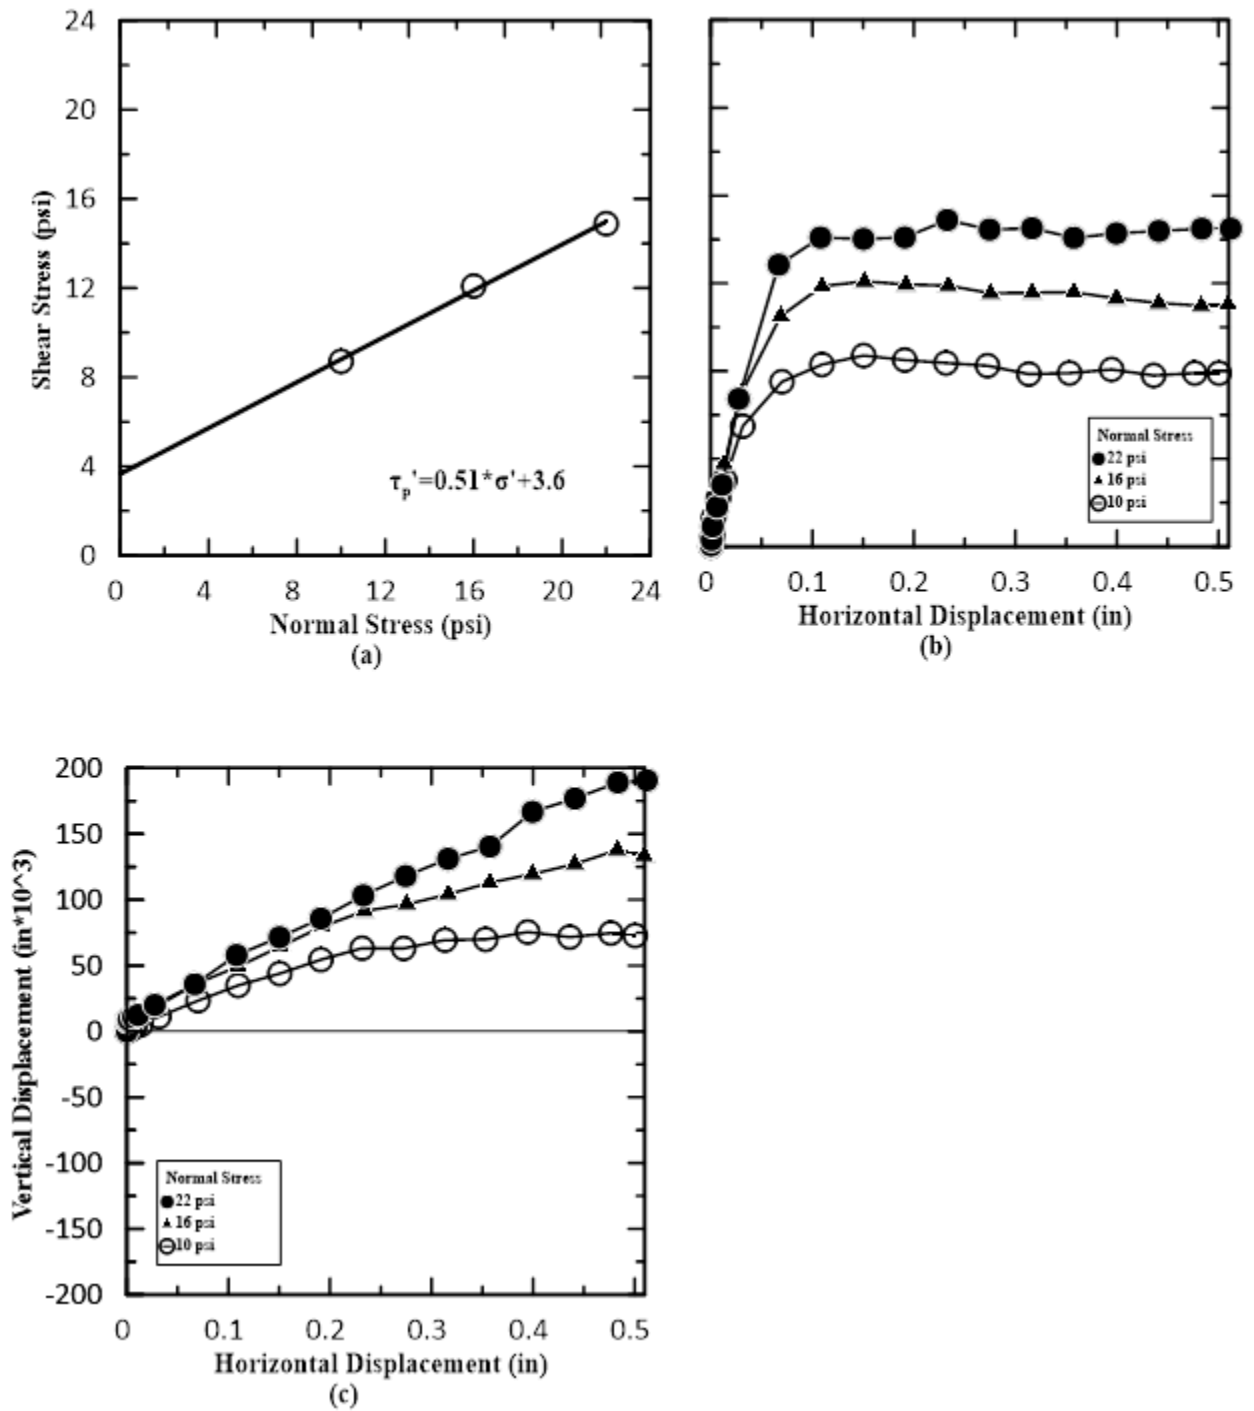 24
20
16
12
8
4
0
Shear Stress (psi)
τp'=0.51*σ'+3.6
0 4 8 12 16 20 24
Normal Stress (psi)
(a)
Normal Stress
22 psi
16 psi
10 psi
0 0.1 0.2 0.3 0.4 0.5
Horizontal Displacement (in)
(b)
200
150
100
50
0
-50
-100
-150
-200
Vertical Displacement (in*10^3)
Normal Stress
22 psi
16 psi
10 psi
0 0.1 0.2 0.3 0.4 0.5
Horizontal Displacement (in)
(c)